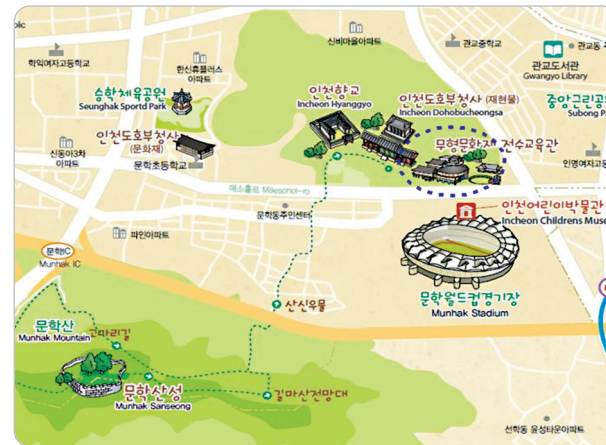 신비마을아파트
관교중학교
관교도서관
Gwangyo Library
관교동
학익여자고등학교
한신휴플러스
아파트
승학체육공원
Seunghak Sportd Park
인천향교
Incheon Hyanggyo
인천도호부청사 (재현물)
Incheon Dohobucheongsa
중앙근린공원
Subong
인천도호부청사
(문화재)
무형문화재 전수교육관
신동아3차
아파트
문학초등학교
인명여자고등
매소홀로 Maesohol-ro
인천어린이박물관
Incheon Childrens Muse
문학동주민센터
파인아파트
문학IC
Munhak IC
문학월드컵경기장
Munhak Stadium
산신우물
문학산
Munhak Mountain
고마리길
문학산성
Munhak Sanseong
길마산전망대
선학동 윤성타운아파트